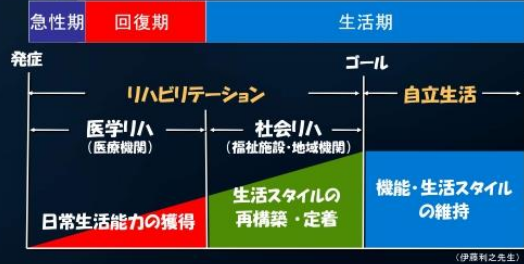 急性期 回復期 生活期
発症 ゴール
リハビリテーション 自立生活
医学リハ 社会リハ
(医療機関) (福祉施設・地域機関)
生活スタイルの 機能・生活スタイル
日常生活能力の獲得 再構築・定着 の維持
(伊藤利之先生)